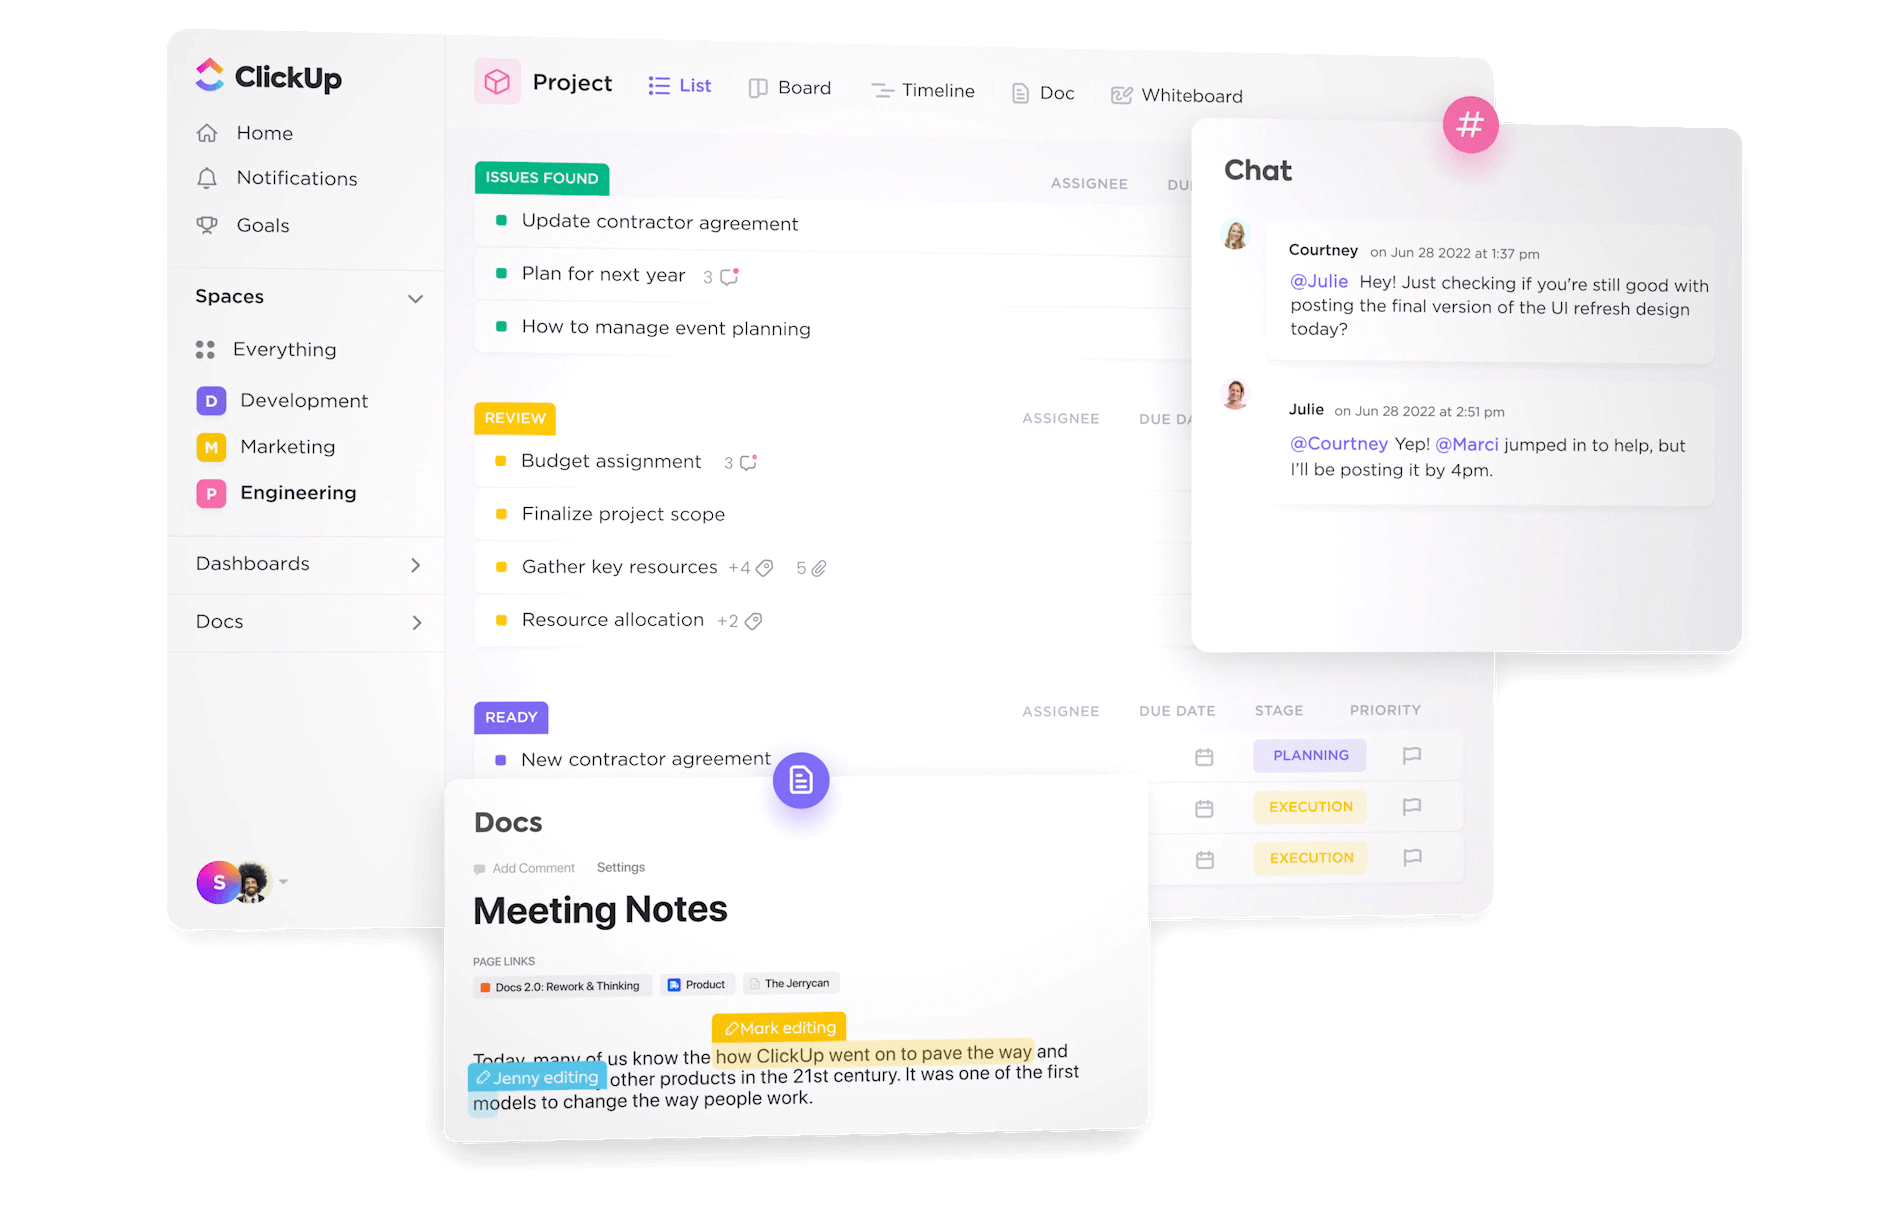 ClickUp
Home
Notifications
Goals
Spaces
Everything
D Development
M Marketing
P Engineering
Dashboards
Docs
S
Project
List
Board
Timeline
Doc
Whiteboard
ISSUES FOUND
ASSIGNEE
Update contractor agreement
Plan for next year 3
How to manage event planning
REVIEW
ASSIGNEE DUE
Budget assignment 3
Finalize project scope
Gather key resources +4 5
Resource allocation +2
READY
ASSIGNEE DUE DATE STAGE PRIORITY
New contractor agreement
PLANNING
EXECUTION
EXECUTION
#
Chat
Courtney on Jun 28 2022 at 1:37 pm
@Julie Hey! Just checking if you're still good with
posting the final version of the UI refresh design
today?
Julie on Jun 28 2022 at 2:51 pm
@Courtney Yep! @Marci jumped in to help, but
I'll be posting it by 4pm.
Docs
Add Comment Settings
Meeting Notes
PAGE LINKS
Docs 2.0: Rework & Thinking Product The Jerrycan
Mark editing
Today, many of us know the how ClickUp went on to pave the way and
Jenny editing other products in the 21st century. It was one of the first
models to change the way people work.